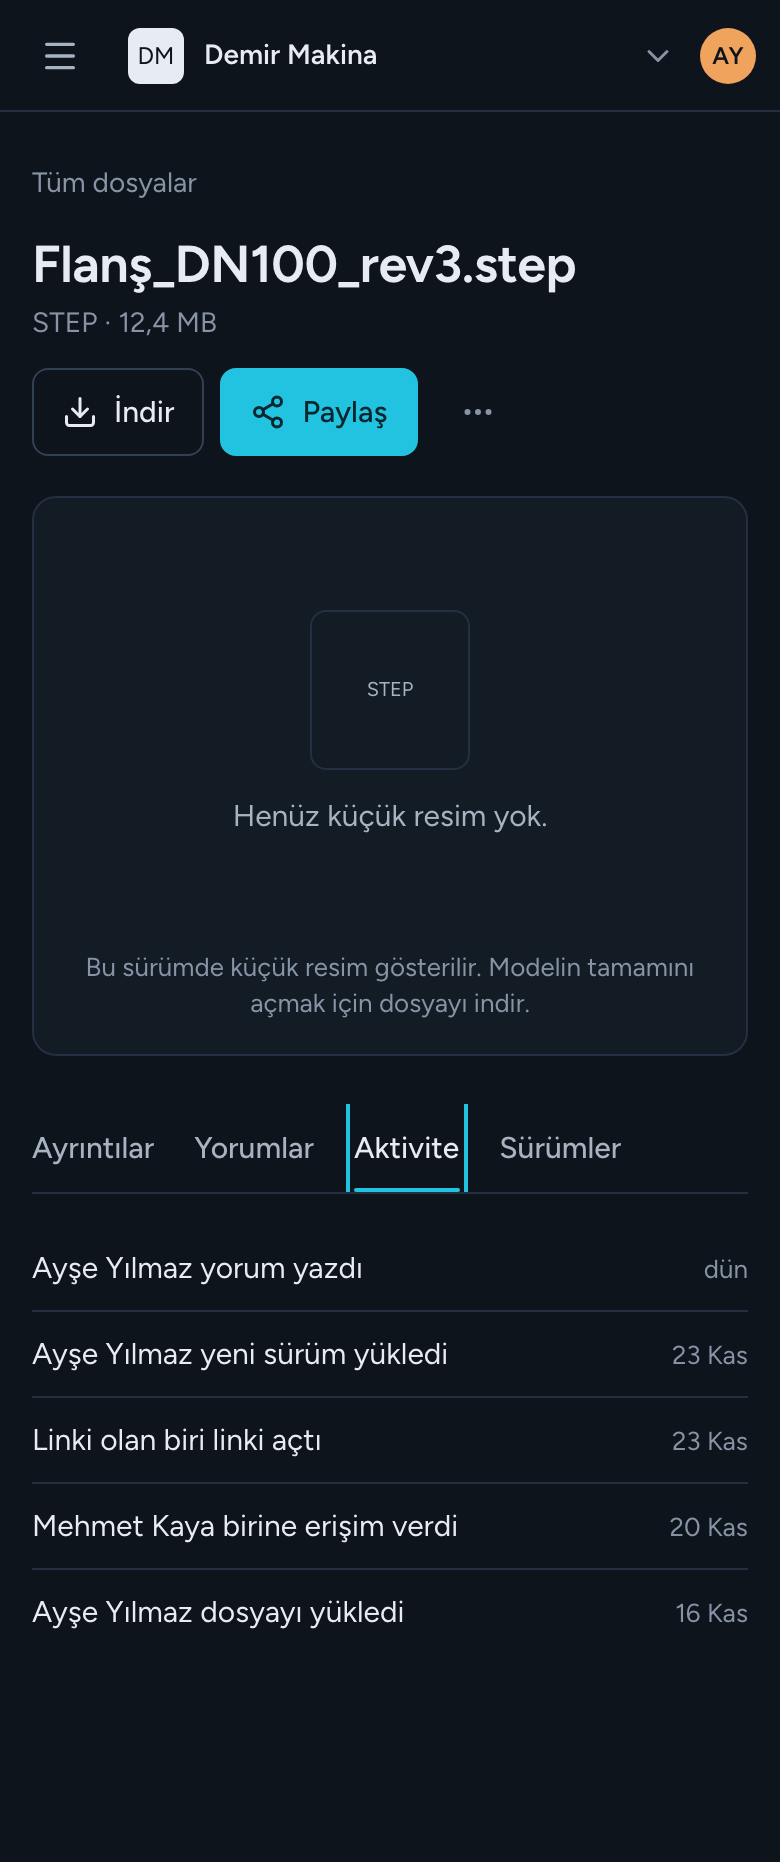 DM Demir Makina AY
Tüm dosyalar
Flanş_DN100_rev3.step
STEP · 12,4 MB
İndir Paylaş
STEP
Henüz küçük resim yok.
Bu sürümde küçük resim gösterilir. Modelin tamamını
açmak için dosyayı indir.
Ayrıntılar Yorumlar Aktivite Sürümler
Ayşe Yılmaz yorum yazdı dün
Ayşe Yılmaz yeni sürüm yükledi 23 Kas
Linki olan biri linki açtı 23 Kas
Mehmet Kaya birine erişim verdi 20 Kas
Ayşe Yılmaz dosyayı yükledi 16 Kas